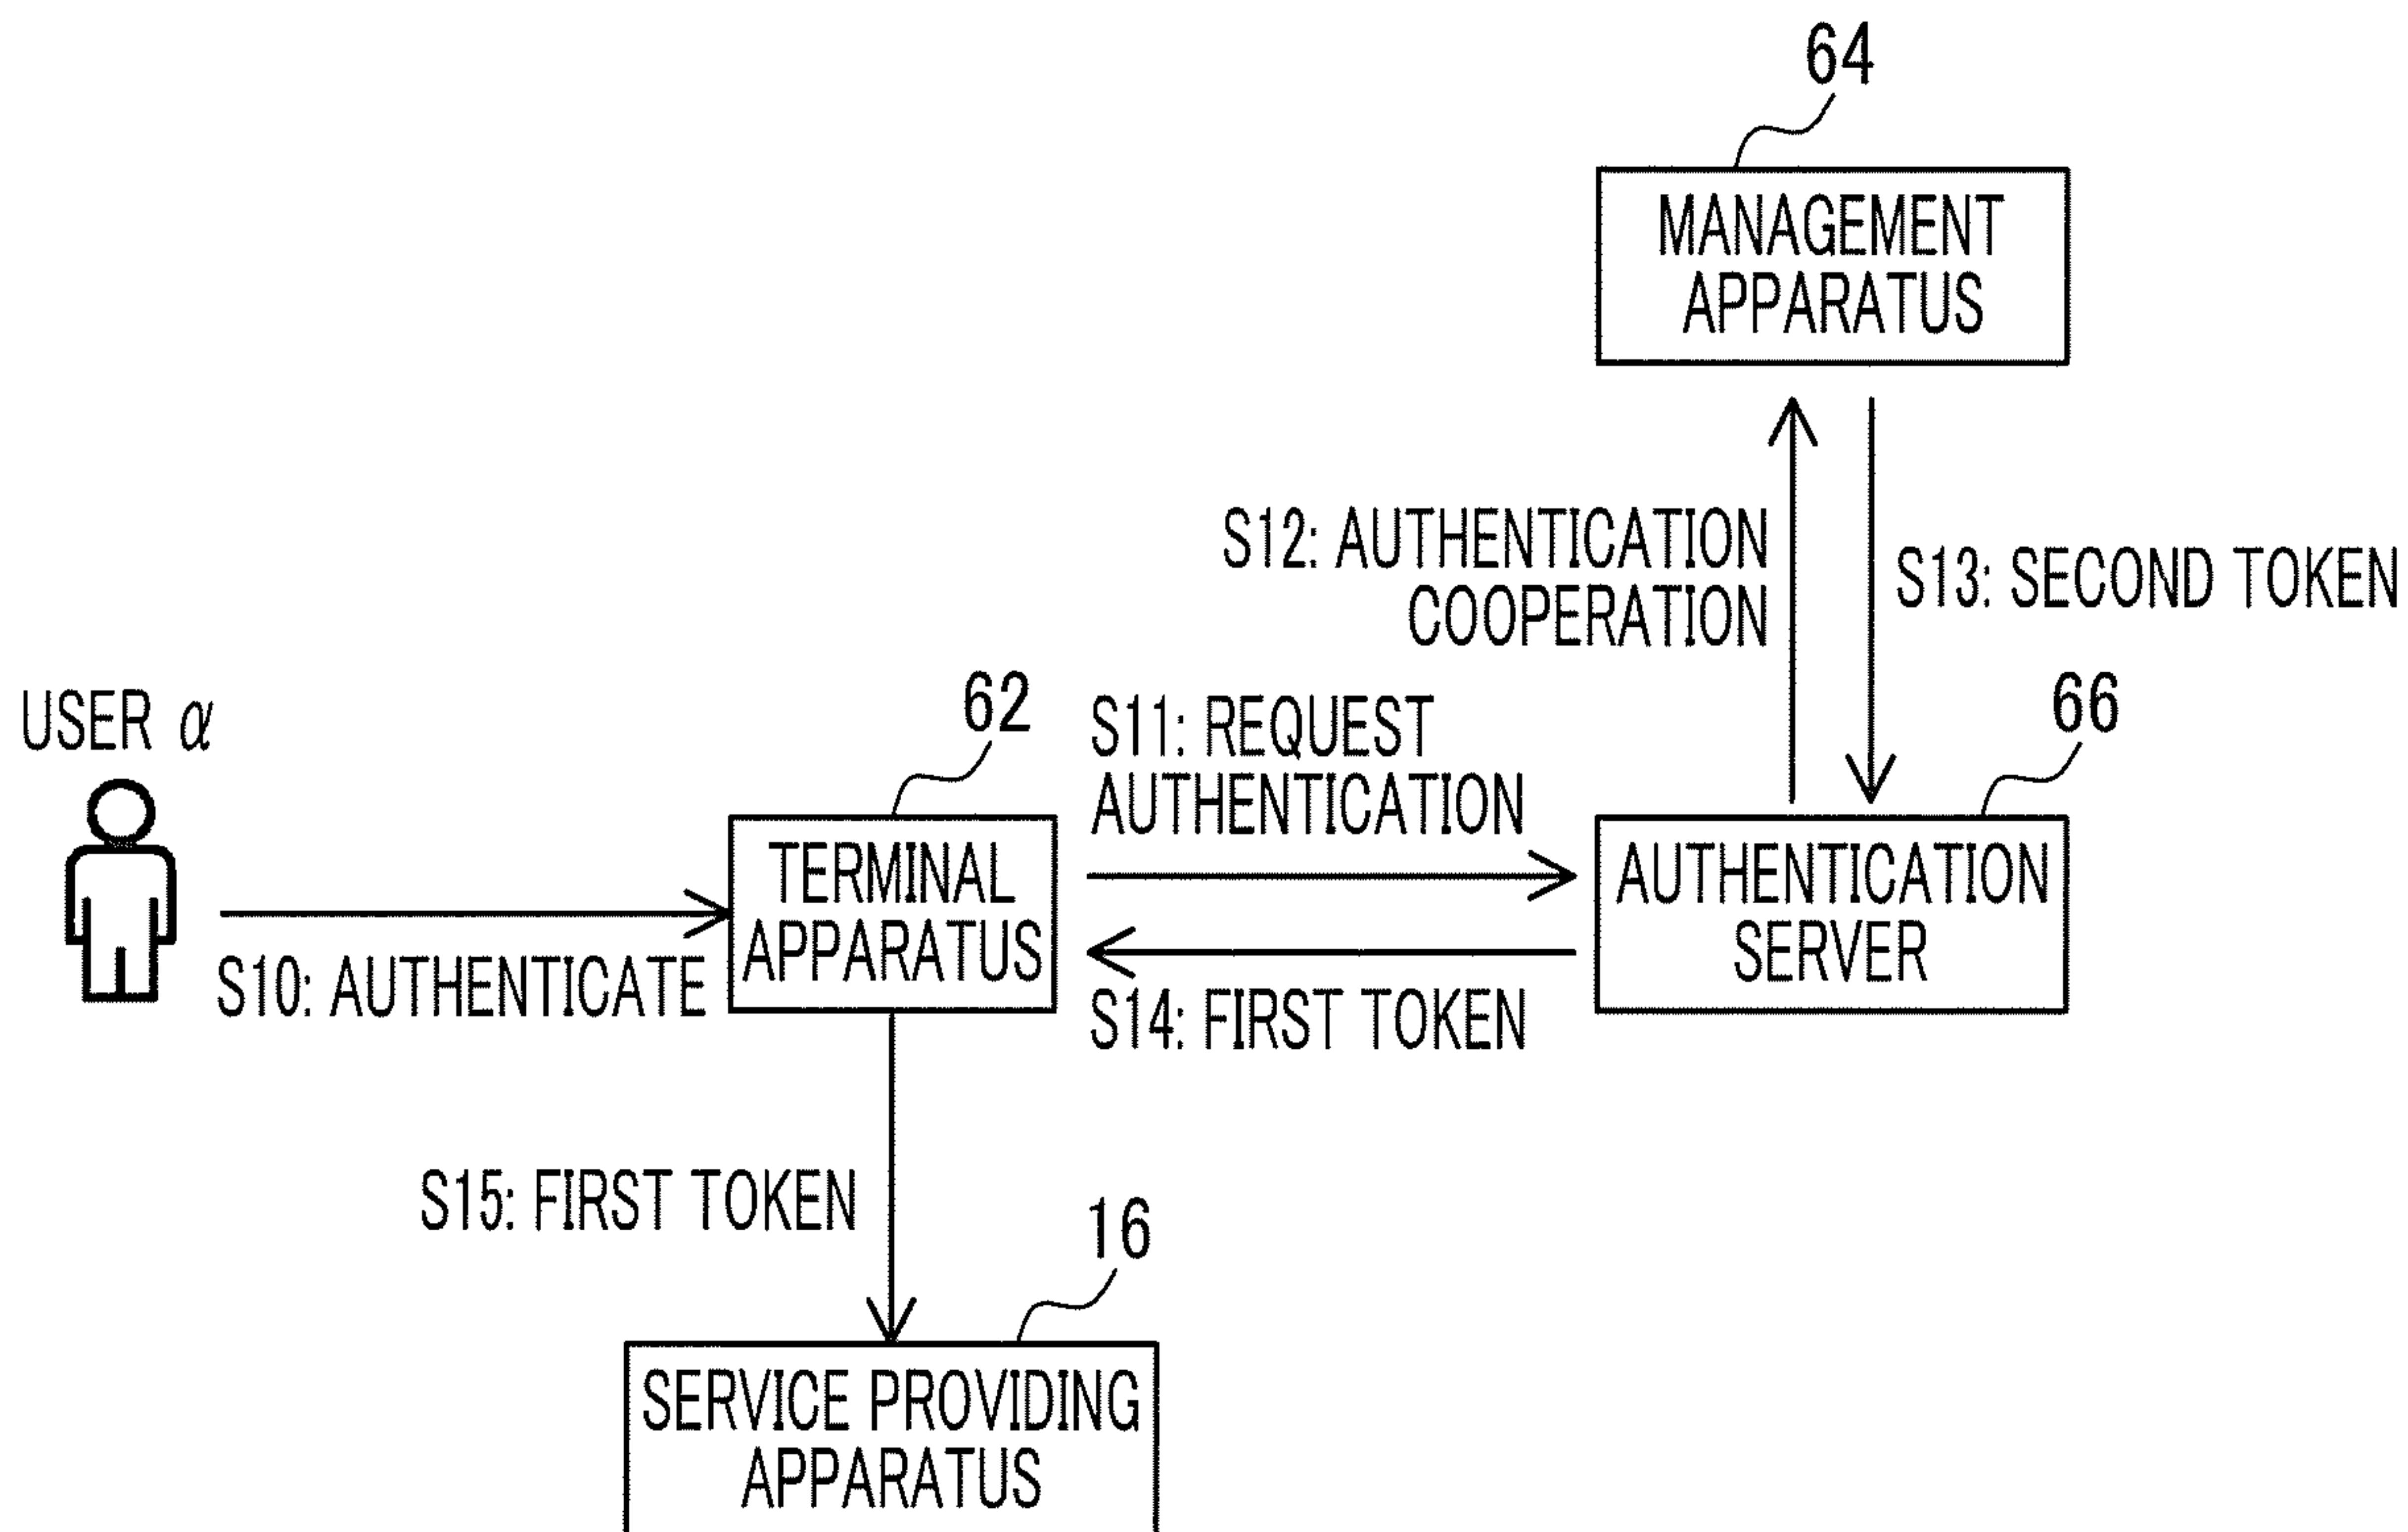 64
MANAGEMENT
APPARATUS
S12: AUTHENTICATION
COOPERATION
S13: SECOND TOKEN
USER α
62
S11: REQUEST
AUTHENTICATION
66
TERMINAL
APPARATUS
AUTHENTICATION
SERVER
S10: AUTHENTICATE
S14: FIRST TOKEN
S15: FIRST TOKEN
16
SERVICE PROVIDING
APPARATUS